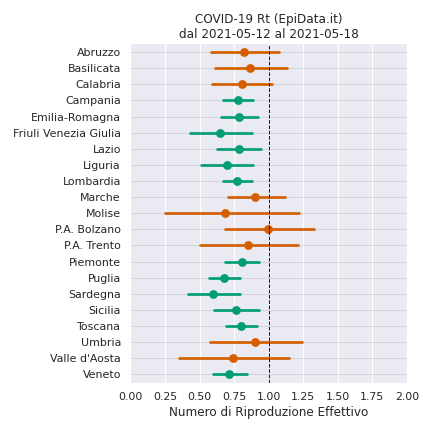 COVID-19 Rt (EpiData.it)
dal 2021-05-12 al 2021-05-18
Abruzzo
Basilicata
Calabria
Campania
Emilia-Romagna
Friuli Venezia Giulia
Lazio
Liguria
Lombardia
Marche
Molise
P.A. Bolzano
P.A. Trento
Piemonte
Puglia
Sardegna
Sicilia
Toscana
Umbria
Valle d'Aosta
Veneto
0.00 0.25 0.50 0.75 1.00 1.25 1.50 1.75 2.00
Numero di Riproduzione Effettivo